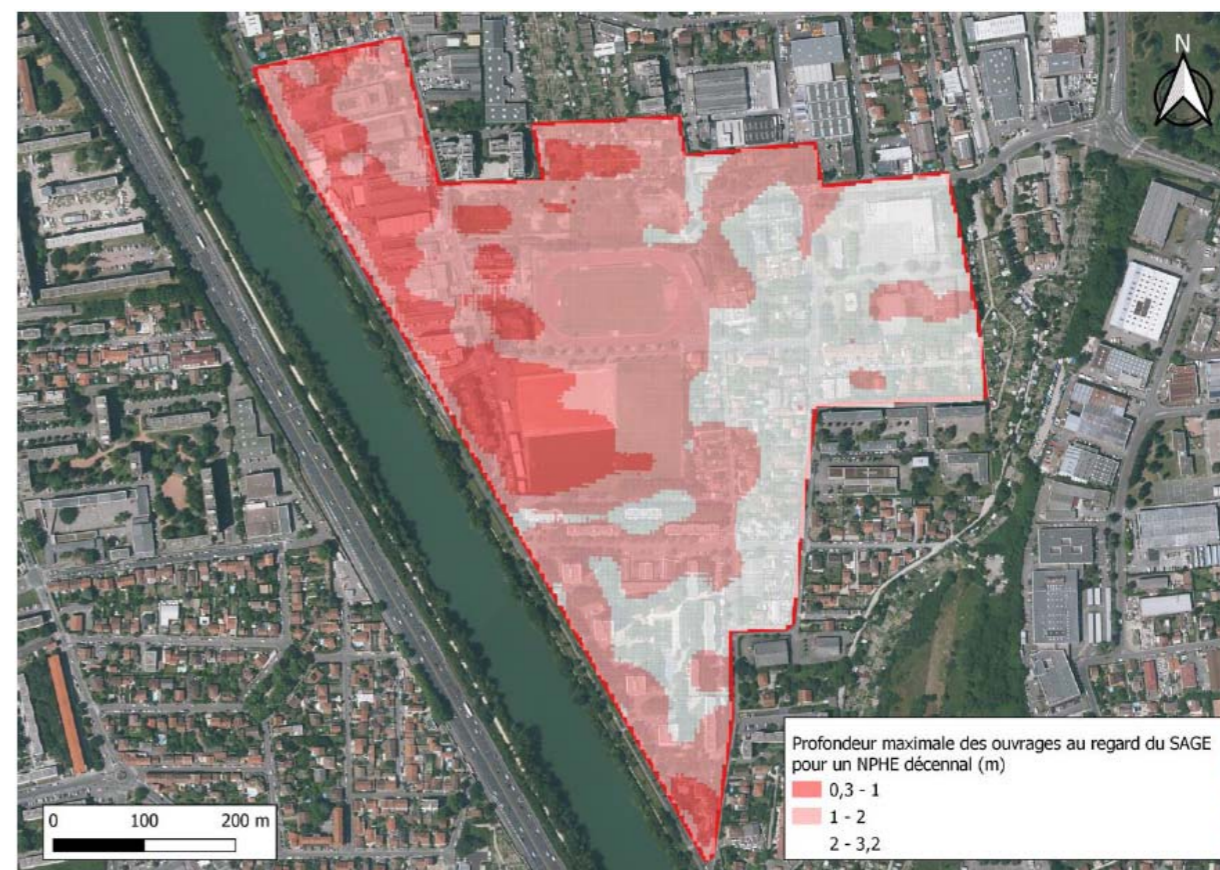 N
Profondeur maximale des ouvrages au regard du SAGE
pour un NPHE décennal (m)
0,3 - 1
1 - 2
2 - 3,2
0 100 200 m